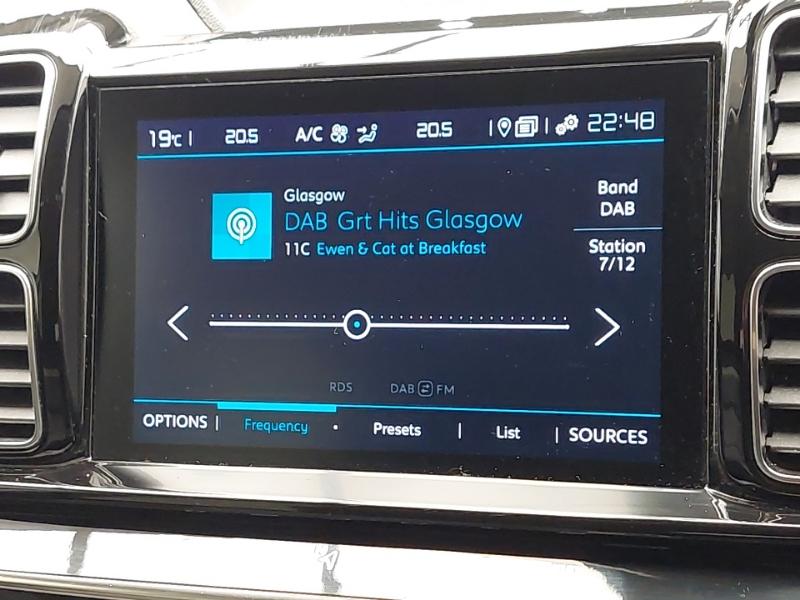 19°C | 20.5 A/C 20.5 | | 22:48
Glasgow
DAB Grt Hits Glasgow
11C Ewen & Cat at Breakfast
Band
DAB
Station
7/12
RDS DAB FM
OPTIONS | Frequency • Presets | List | SOURCES